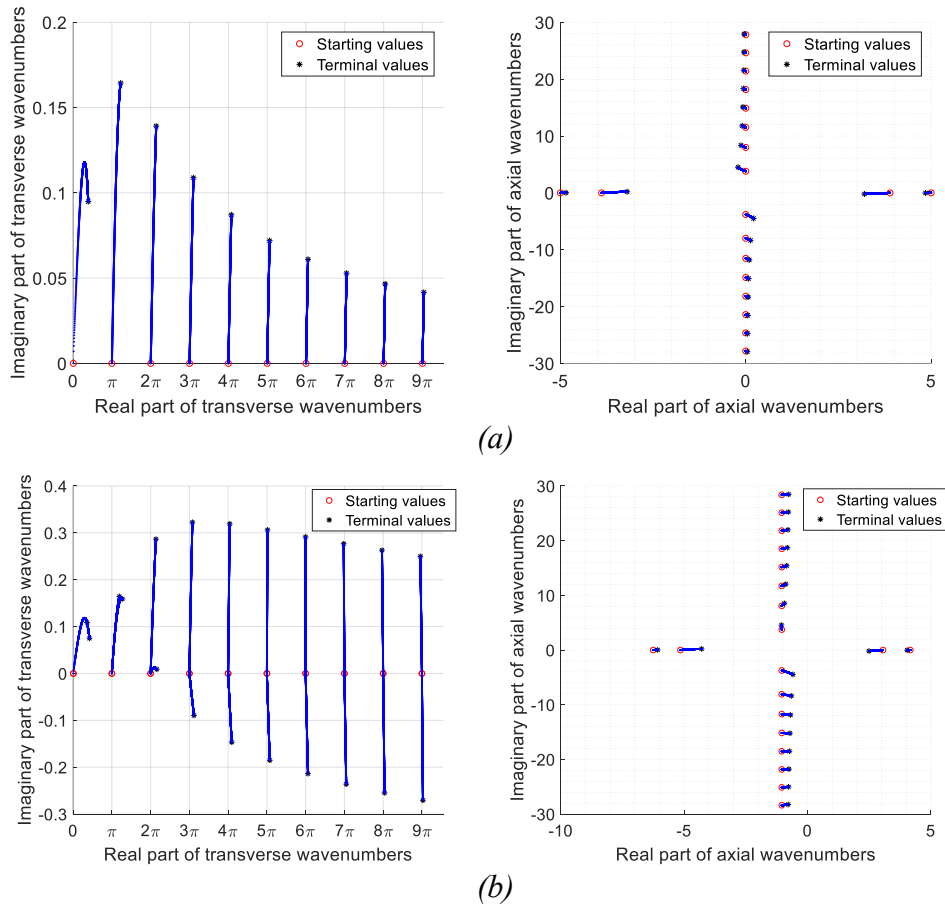 0.2
0.15
0.1
0.05
0
Imaginary part of transverse wavenumbers
Starting values
Terminal values
0 π 2π 3π 4π 5π 6π 7π 8π 9π
Real part of transverse wavenumbers
30
20
10
0
-10
-20
-30
Imaginary part of axial wavenumbers
Starting values
Terminal values
-5 0 5
Real part of axial wavenumbers
(a)
0.4
0.3
0.2
0.1
0
-0.1
-0.2
-0.3
Imaginary part of transverse wavenumbers
Starting values
Terminal values
0 π 2π 3π 4π 5π 6π 7π 8π 9π
Real part of transverse wavenumbers
30
20
10
0
-10
-20
-30
Imaginary part of axial wavenumbers
Starting values
Terminal values
-10 -5 0 5
Real part of axial wavenumbers
(b)